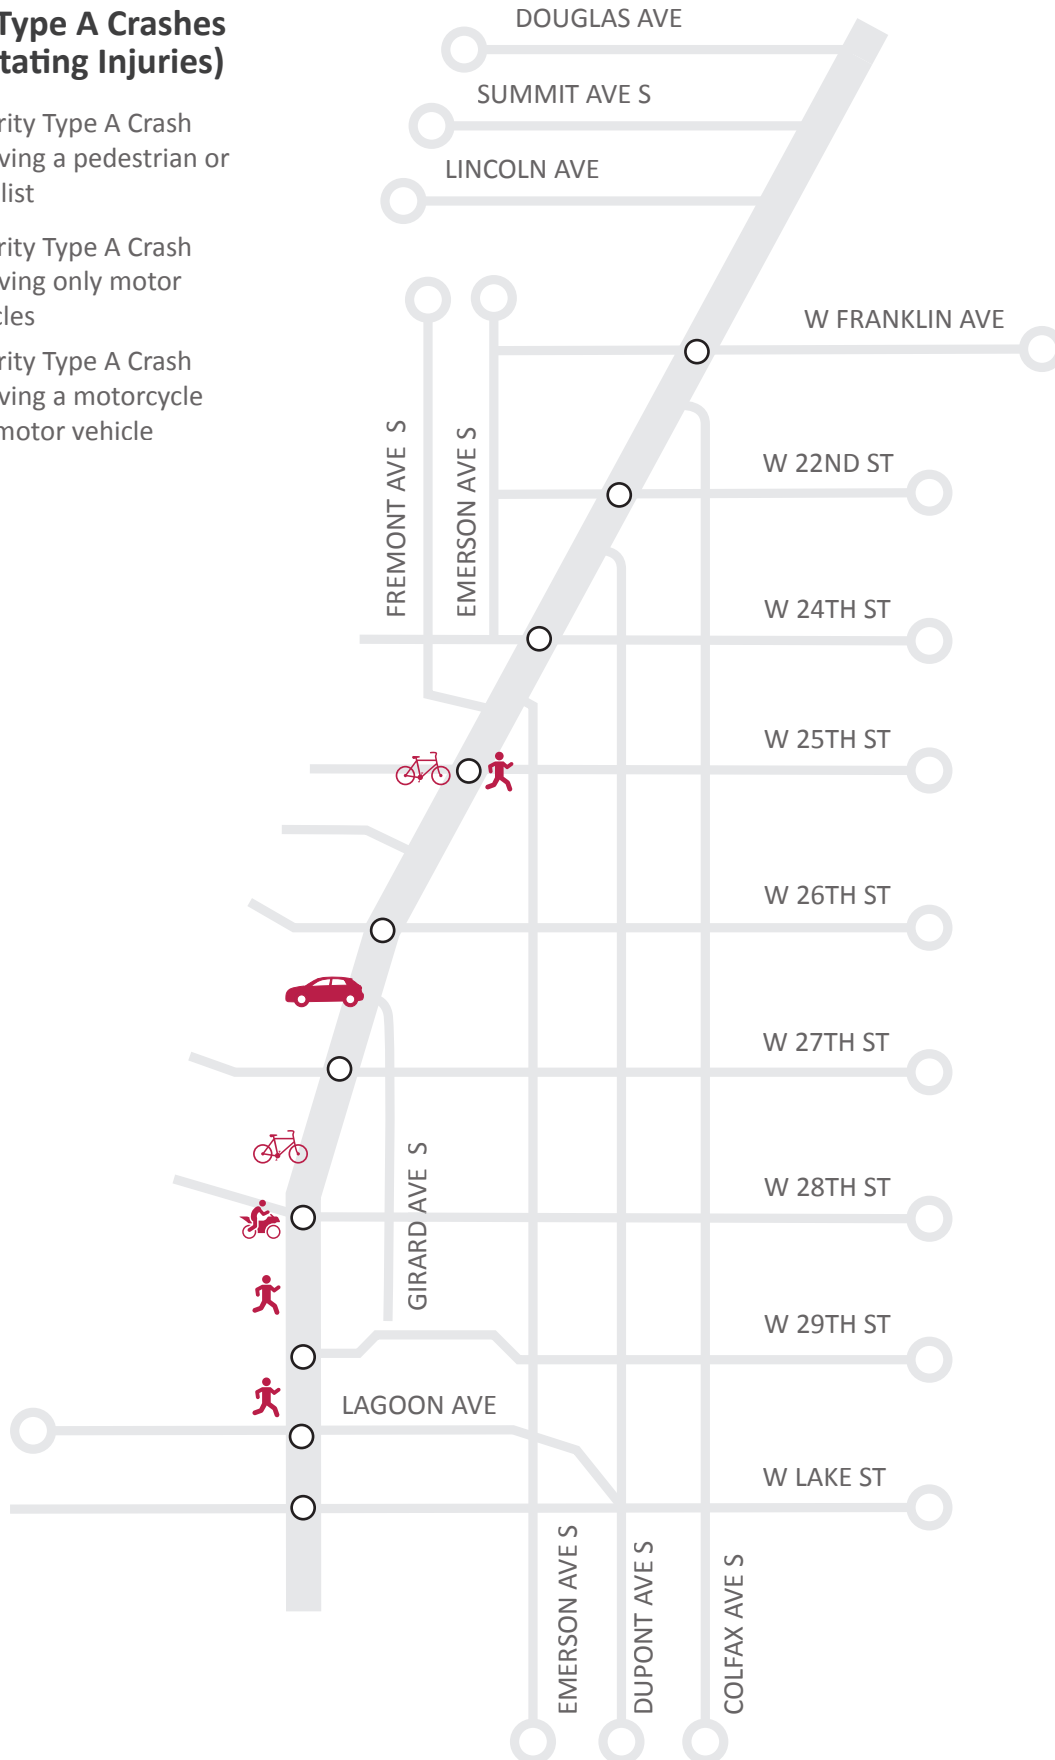 Type A Crashes
tating Injuries)
rity Type A Crash
ving a pedestrian or
list
rity Type A Crash
ving only motor
cles
rity Type A Crash
ving a motorcycle
motor vehicle
DOUGLAS AVE
SUMMIT AVE S
LINCOLN AVE
W FRANKLIN AVE
FREMONT AVE S
EMERSON AVE S
W 22ND ST
W 24TH ST
W 25TH ST
W 26TH ST
W 27TH ST
GIRARD AVE S
W 28TH ST
W 29TH ST
LAGOON AVE
W LAKE ST
EMERSON AVE S
DUPONT AVE S
COLFAX AVE S